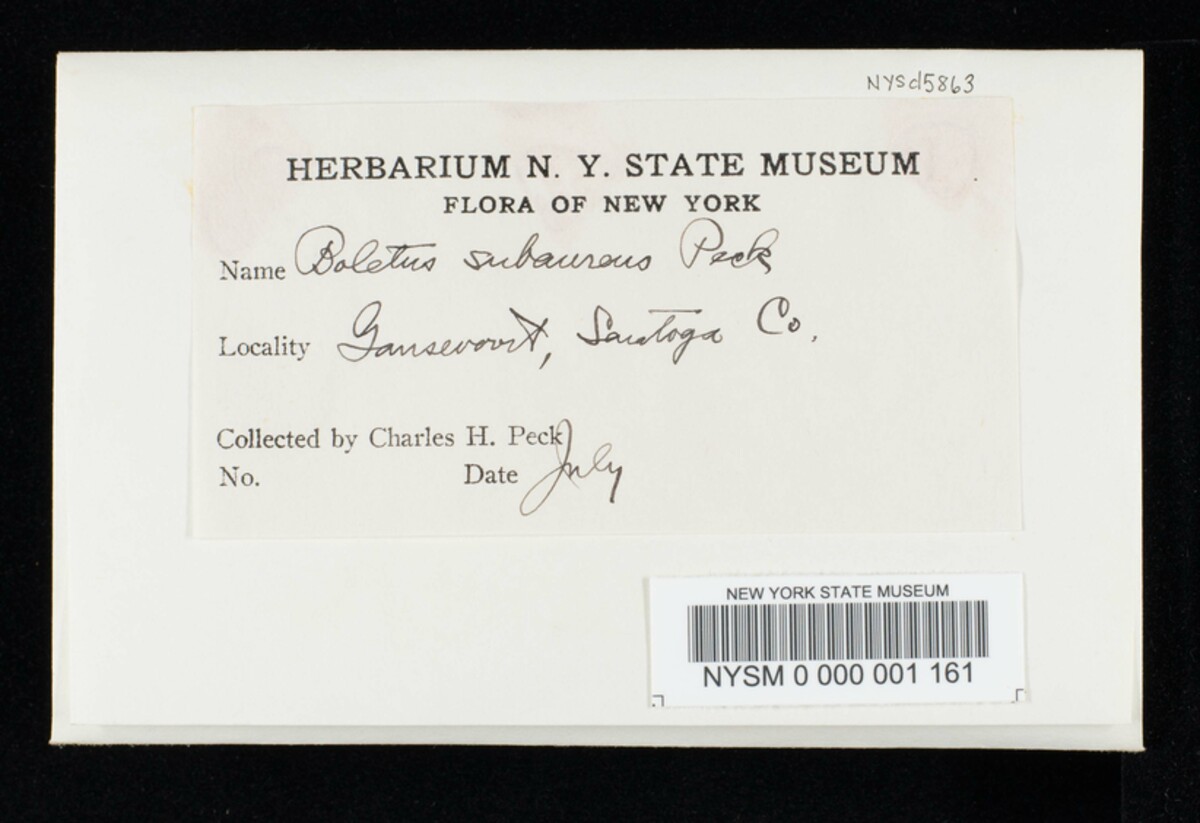 NYSd5863
HERBARIUM N. Y. STATE MUSEUM
FLORA OF NEW YORK
Name Boletus subaureus Peck
Locality Gansevoort, Saratoga Co.
Collected by Charles H. Peck
No. Date July
NEW YORK STATE MUSEUM
NYSM 0 000 001 161